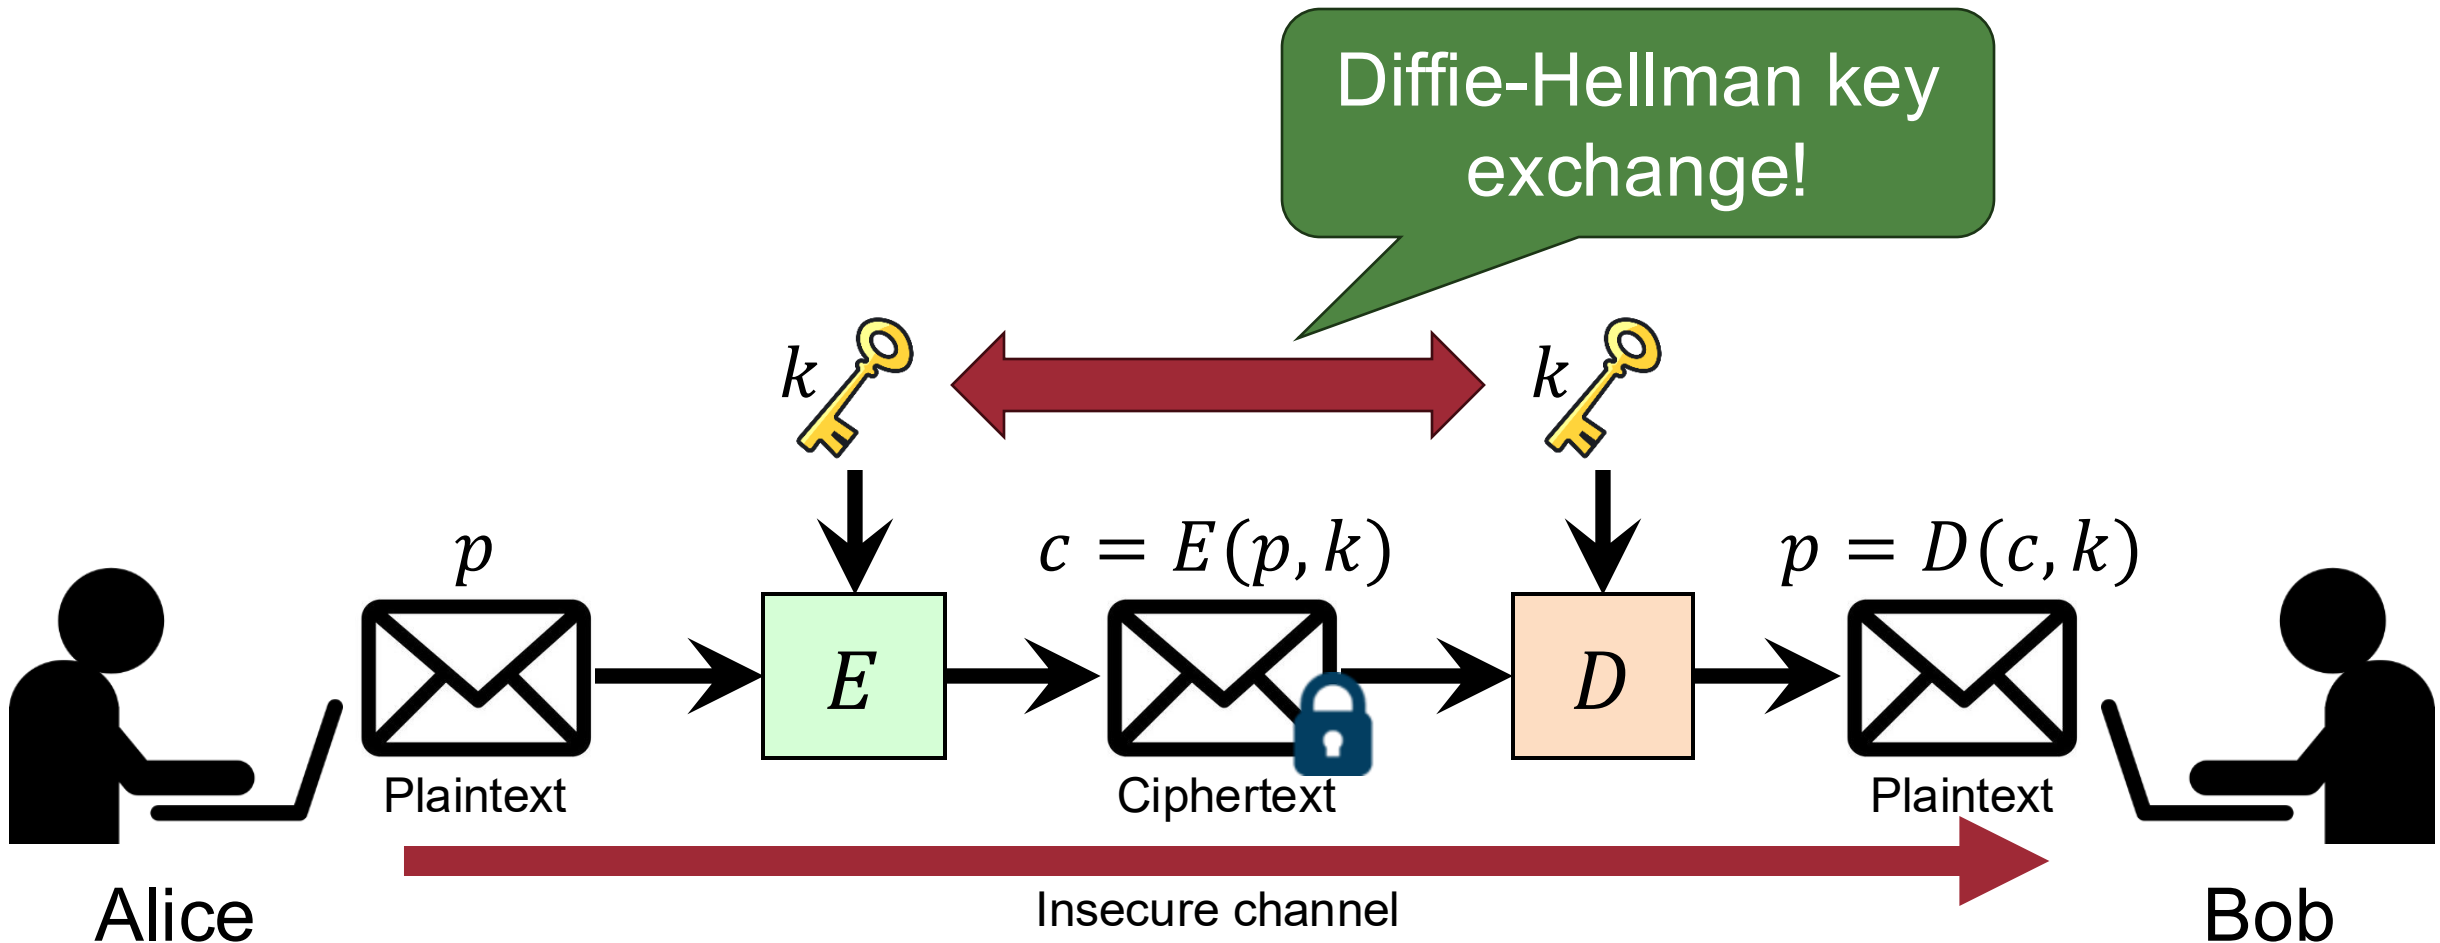 Diffie-Hellman key
exchange!
k
k
p
c = E(p, k)
p = D(c, k)
E
D
Plaintext
Ciphertext
Plaintext
Insecure channel
Alice
Bob